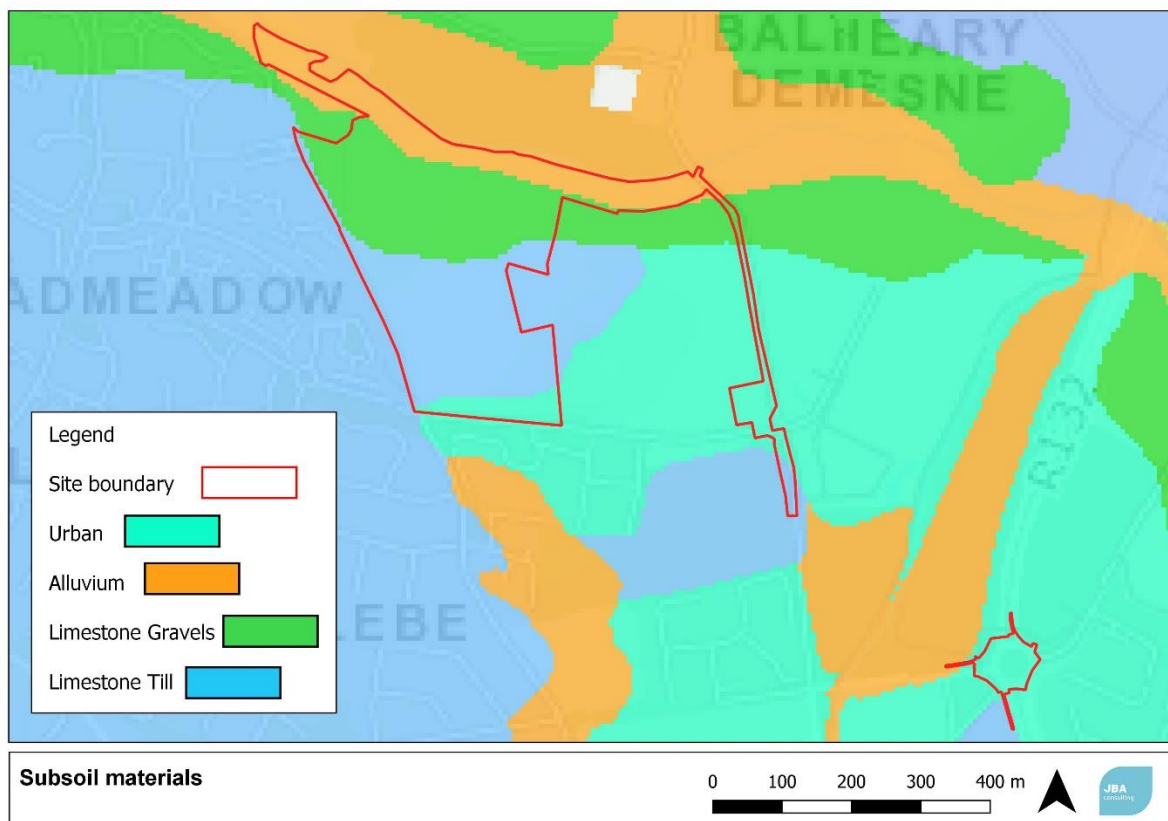 BALNEARY
DEMESNE
ADMEADOW
R132
Legend
Site boundary
Urban
Alluvium
Limestone Gravels
Limestone Till
LEBE
Subsoil materials
0 100 200 300 400 m
JBA
consulting